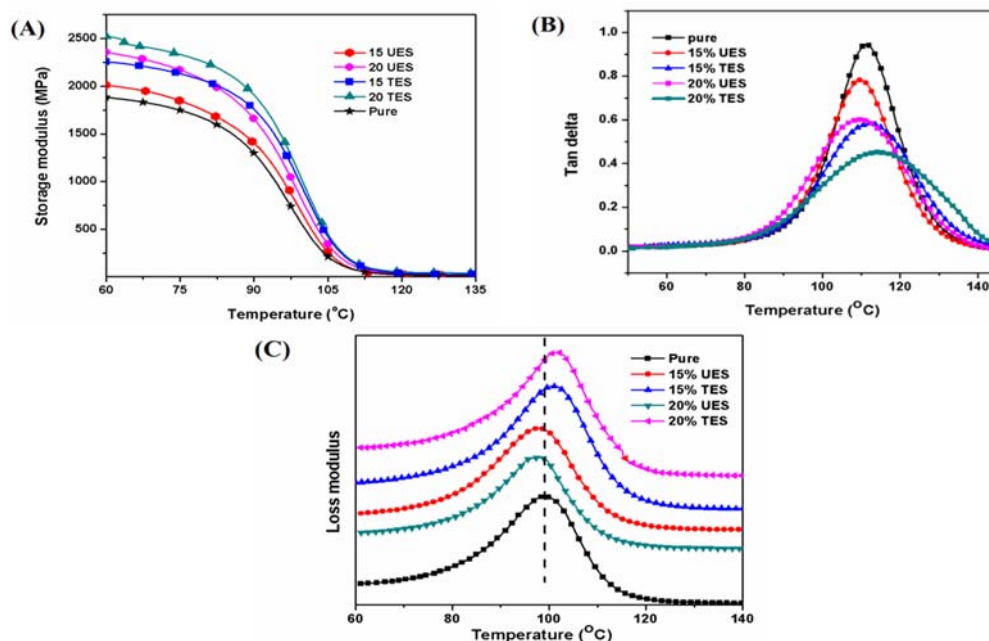 (A)
2500
2000
1500
1000
500
60
75
90
105
120
135
Storage modulus (MPa)
Temperature (°C)
15 UES
20 UES
15 TES
20 TES
Pure
(B)
1.0
0.8
0.6
0.4
0.2
0.0
60
80
100
120
140
Tan delta
Temperature (°C)
pure
15% UES
15% TES
20% UES
20% TES
(C)
Loss modulus
60
80
100
120
140
Temperature (°C)
Pure
15% UES
15% TES
20% UES
20% TES